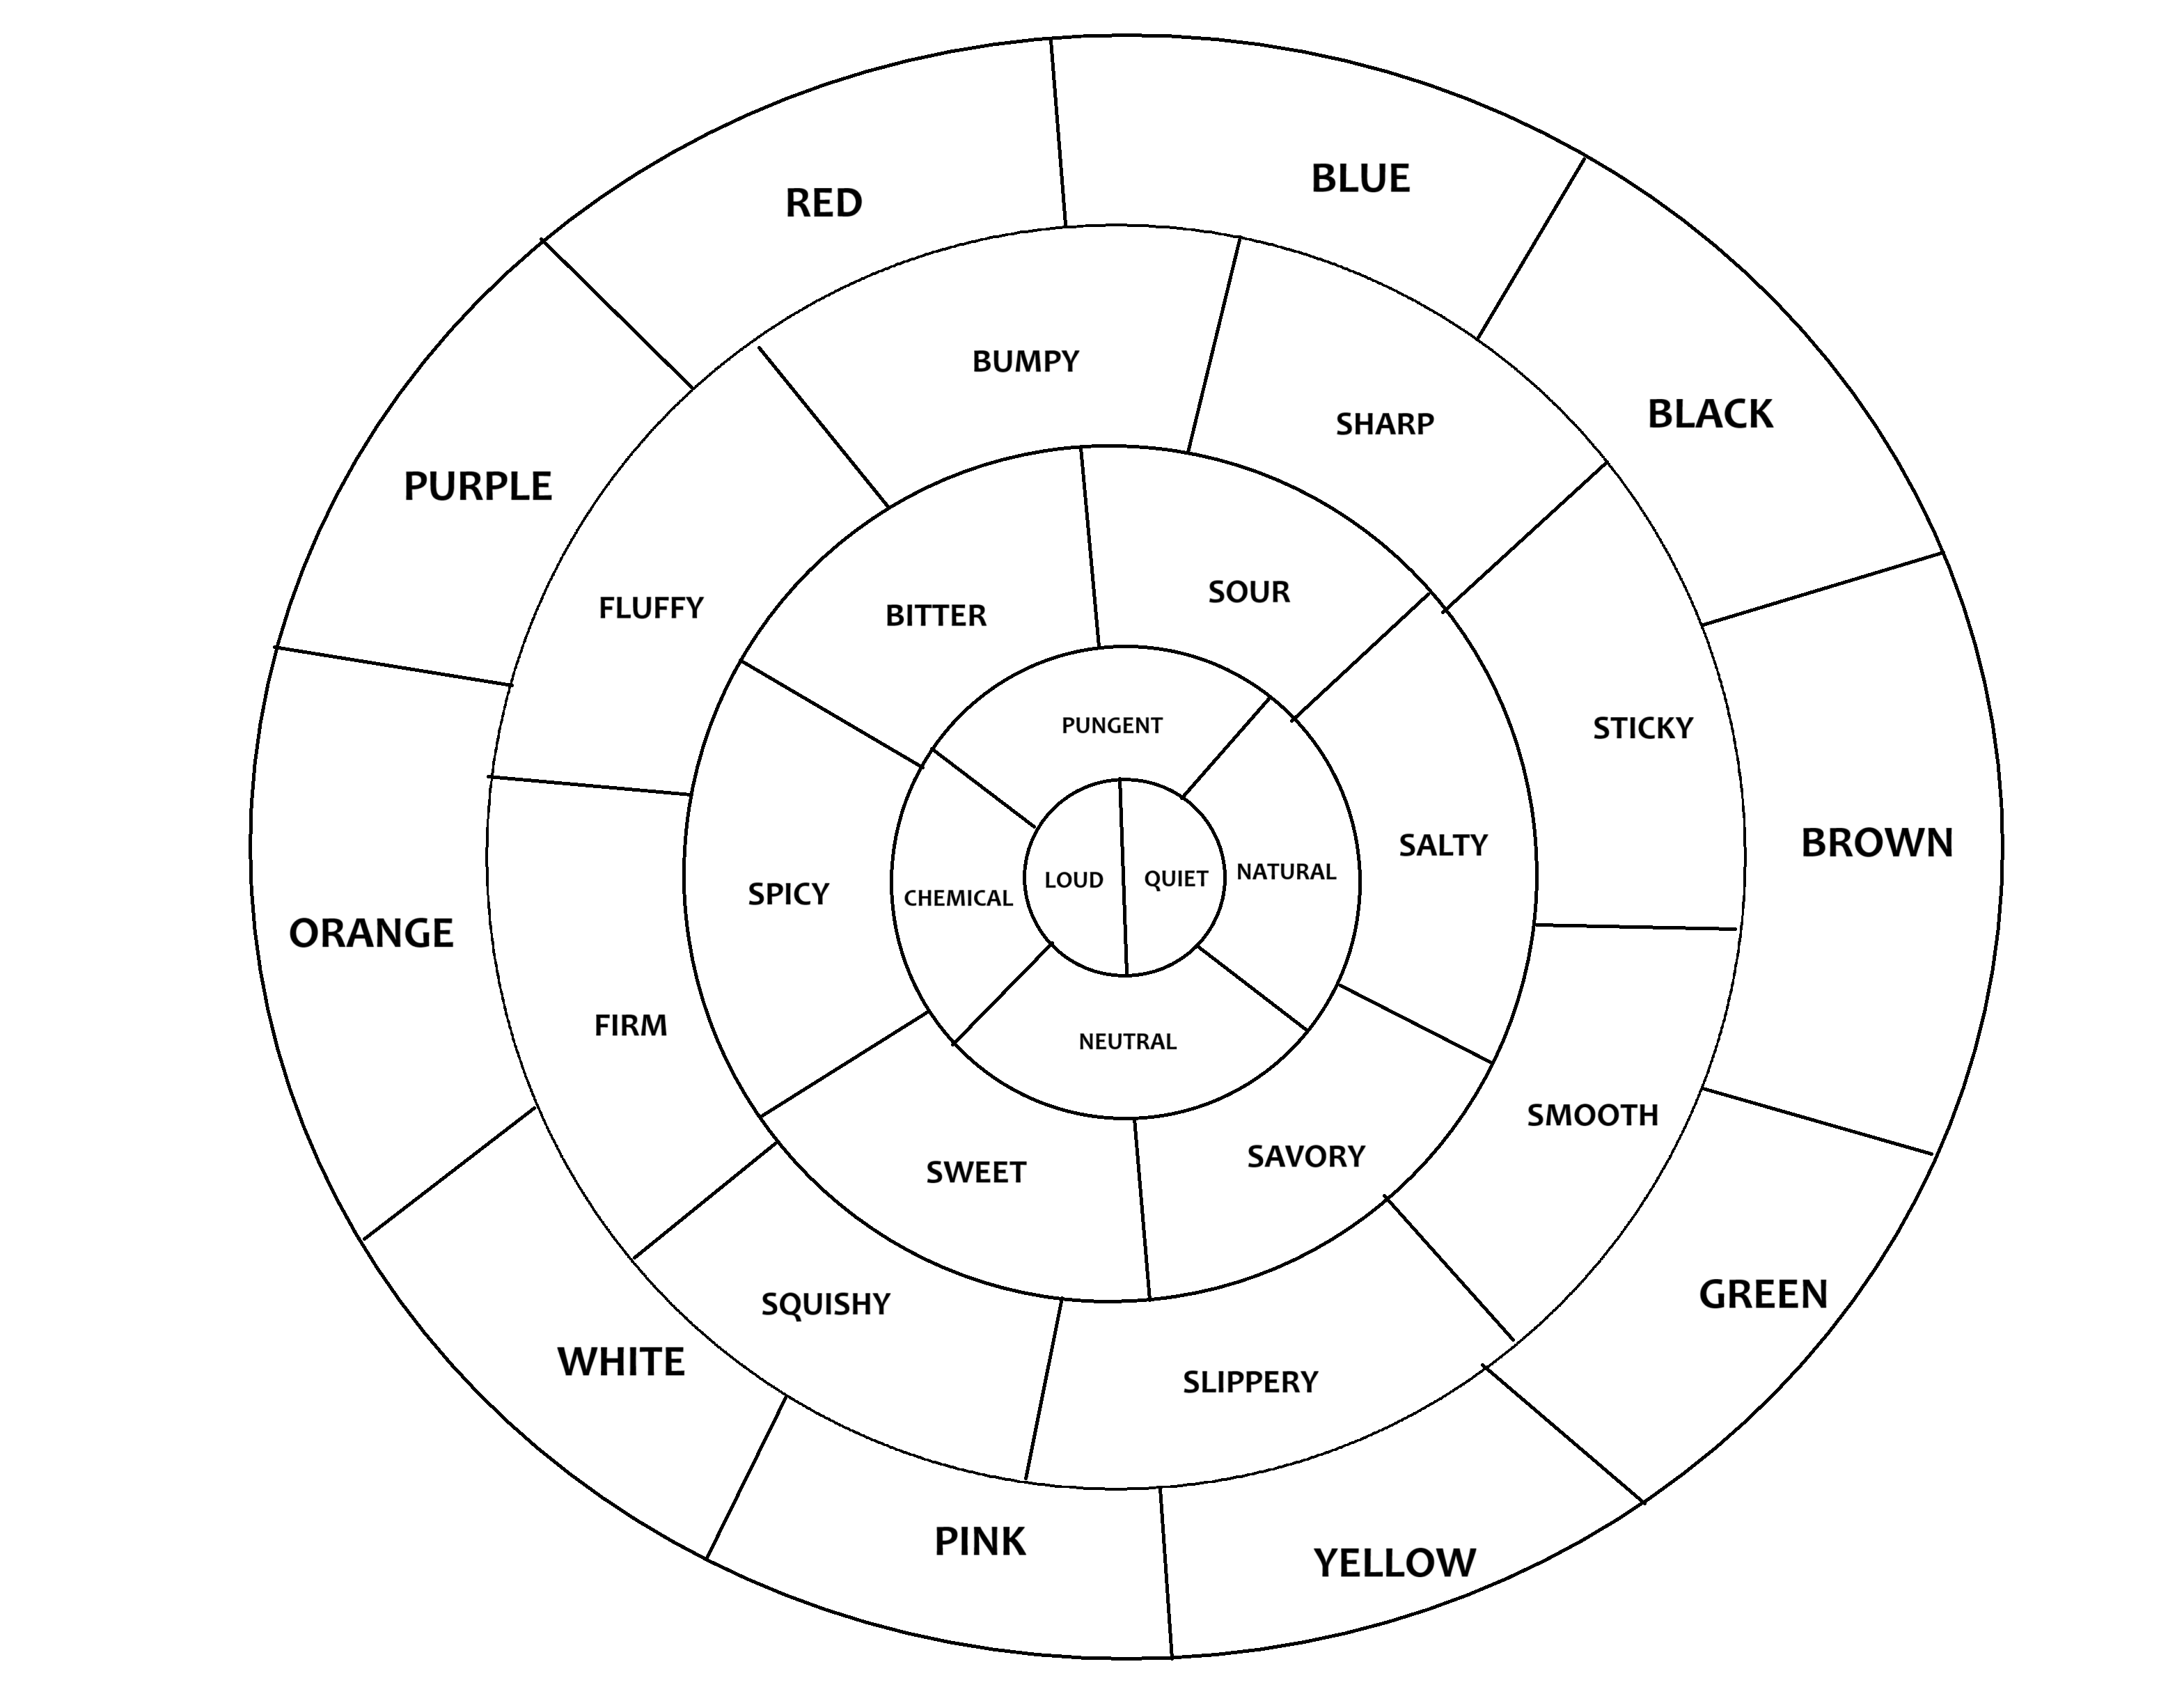 BLUE
RED
BUMPY
BLACK
SHARP
PURPLE
SOUR
FLUFFY
BITTER
PUNGENT
STICKY
BROWN
SALTY
NATURAL
QUIET
LOUD
SPICY
CHEMICAL
ORANGE
FIRM
NEUTRAL
SMOOTH
SAVORY
SWEET
GREEN
SQUISHY
WHITE
SLIPPERY
PINK
YELLOW